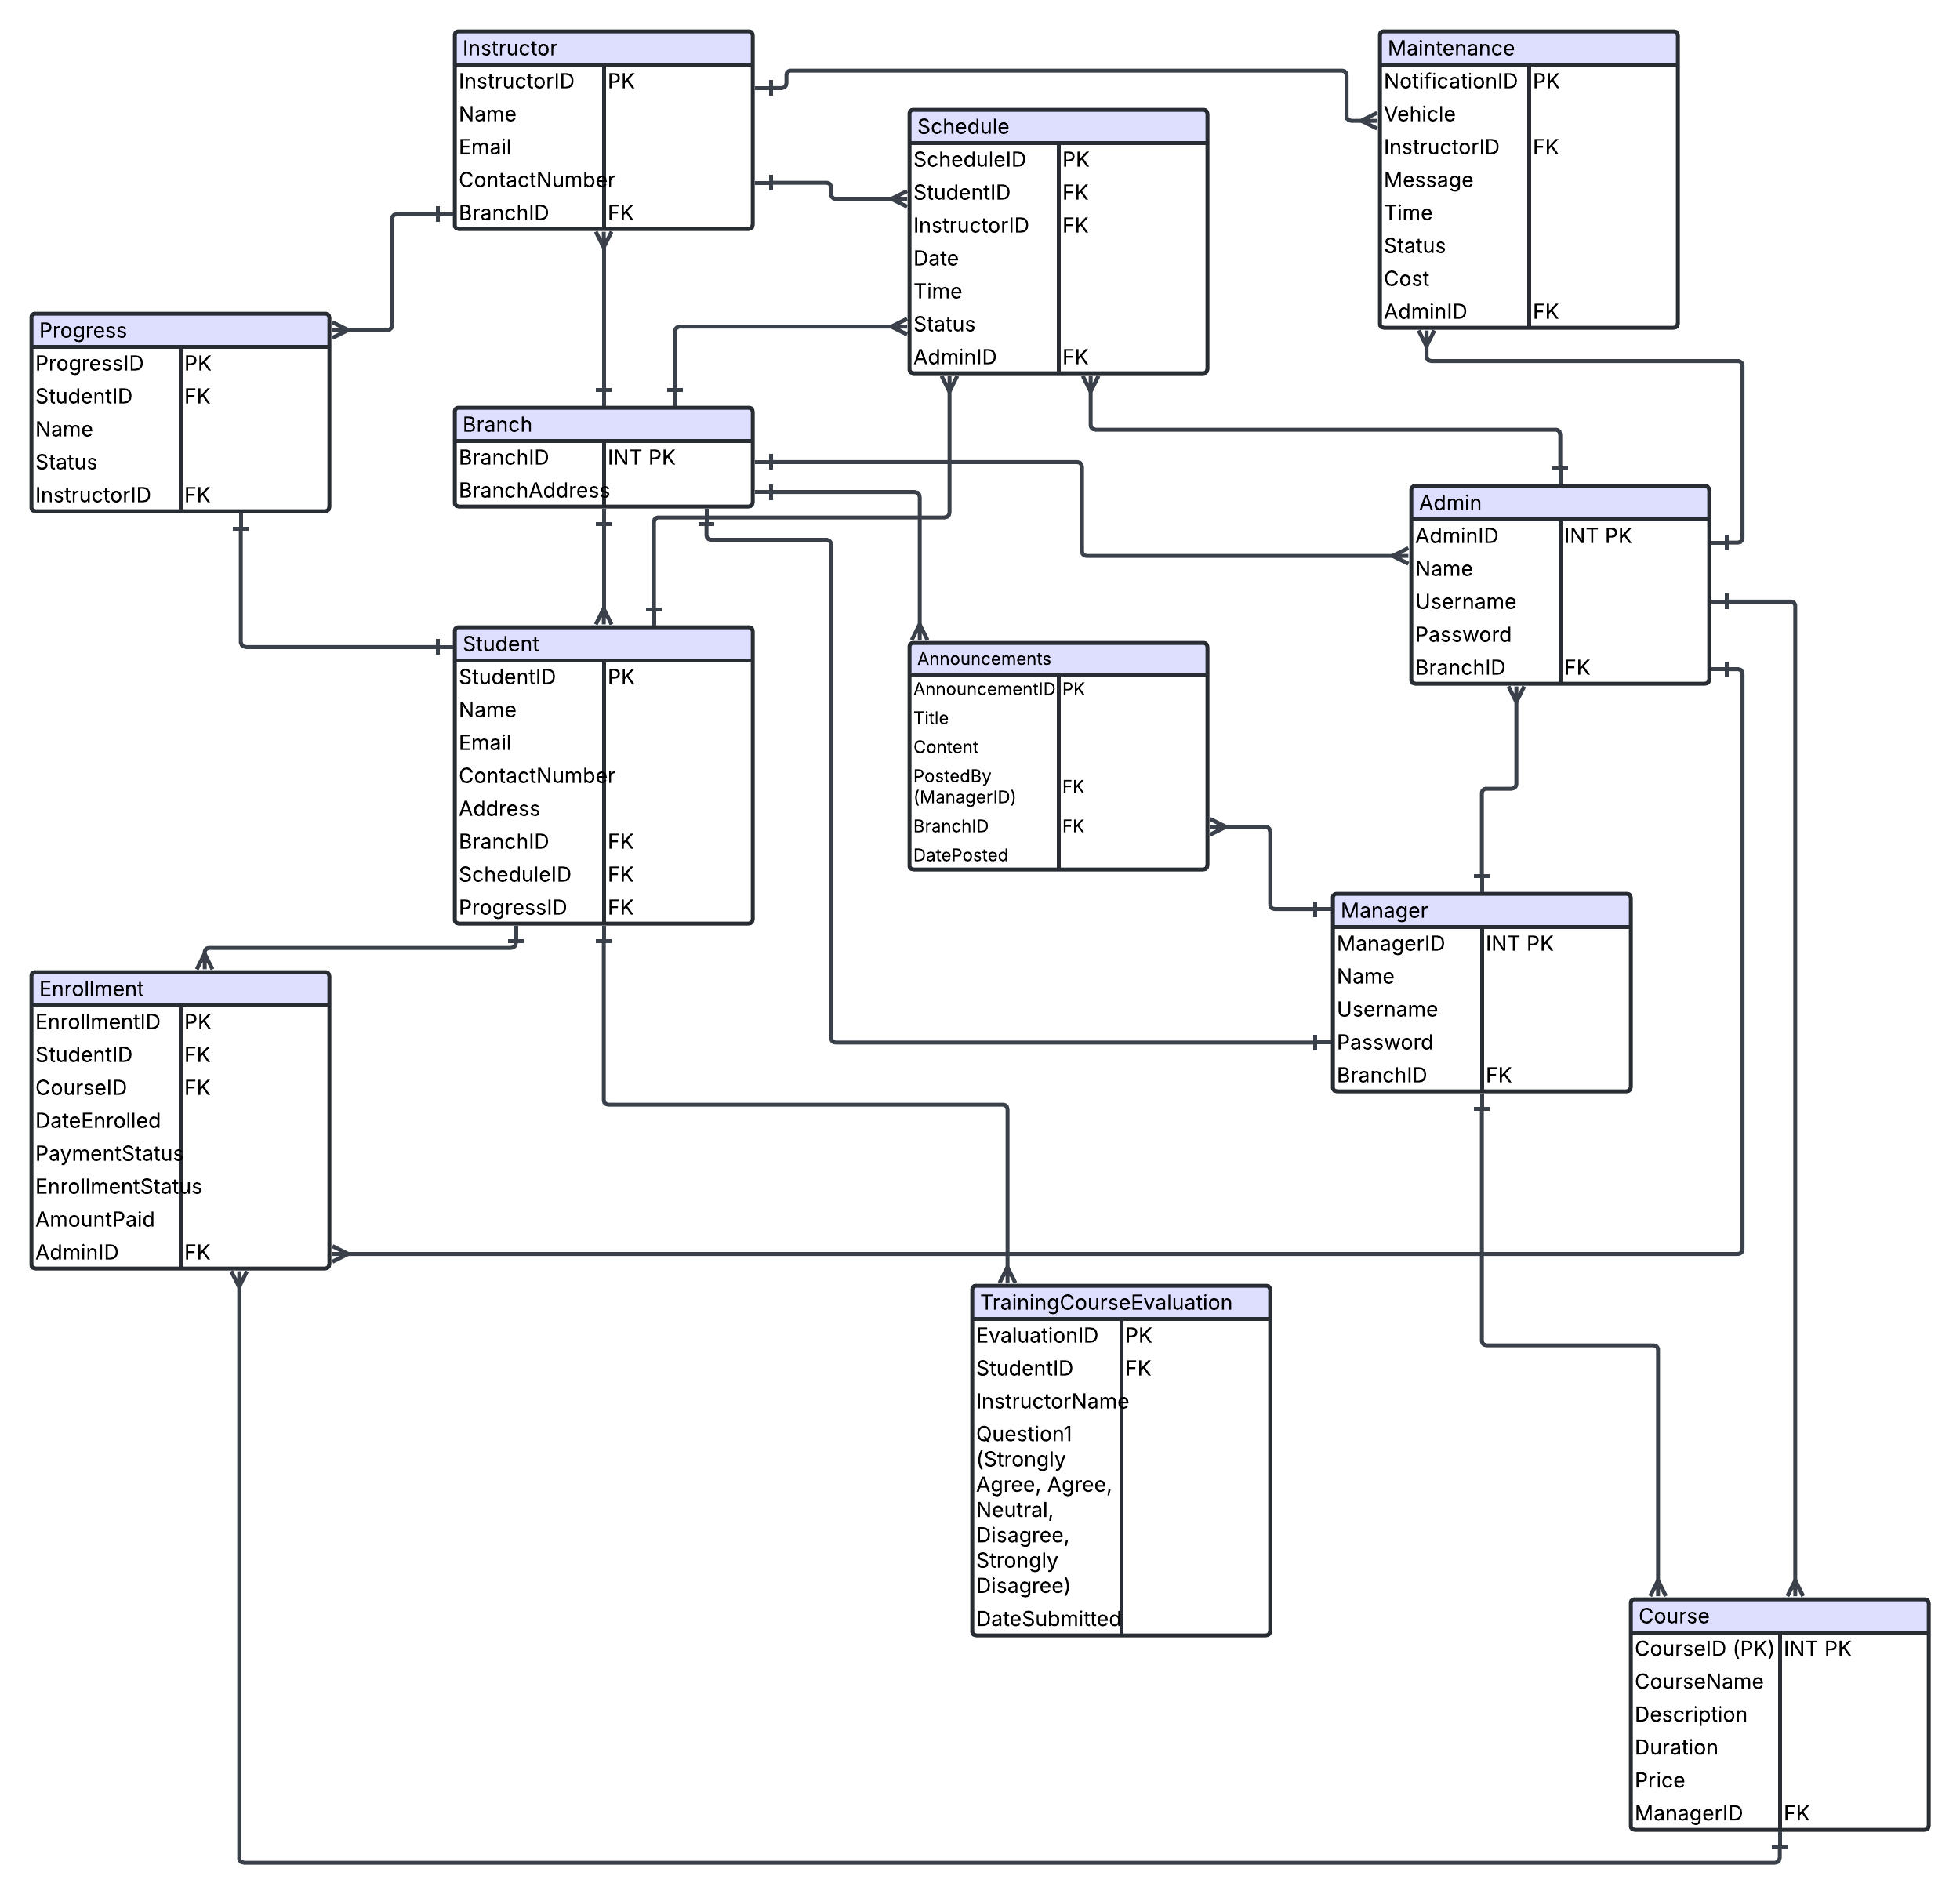 Instructor
InstructorID PK
Name
Email
ContactNumber
BranchID FK
Maintenance
NotificationID PK
Vehicle
InstructorID FK
Message
Time
Status
Cost
AdminID FK
Schedule
ScheduleID PK
StudentID FK
InstructorID FK
Date
Time
Status
AdminID FK
Progress
ProgressID PK
StudentID FK
Name
Status
InstructorID FK
Branch
BranchID INT PK
BranchAddress
Admin
AdminID INT PK
Name
Username
Password
BranchID FK
Student
StudentID PK
Name
Email
ContactNumber
Address
BranchID FK
ScheduleID FK
ProgressID FK
Announcements
AnnouncementID PK
Title
Content
PostedBy
(ManagerID) FK
BranchID FK
DatePosted
Manager
ManagerID INT PK
Name
Username
Password
BranchID FK
Enrollment
EnrollmentID PK
StudentID FK
CourseID FK
DateEnrolled
PaymentStatus
EnrollmentStatus
AmountPaid
AdminID FK
TrainingCourseEvaluation
EvaluationID PK
StudentID FK
InstructorName
Question1
(Strongly
Agree, Agree,
Neutral,
Disagree,
Strongly
Disagree)
DateSubmitted
Course
CourseID (PK) INT PK
CourseName
Description
Duration
Price
ManagerID FK